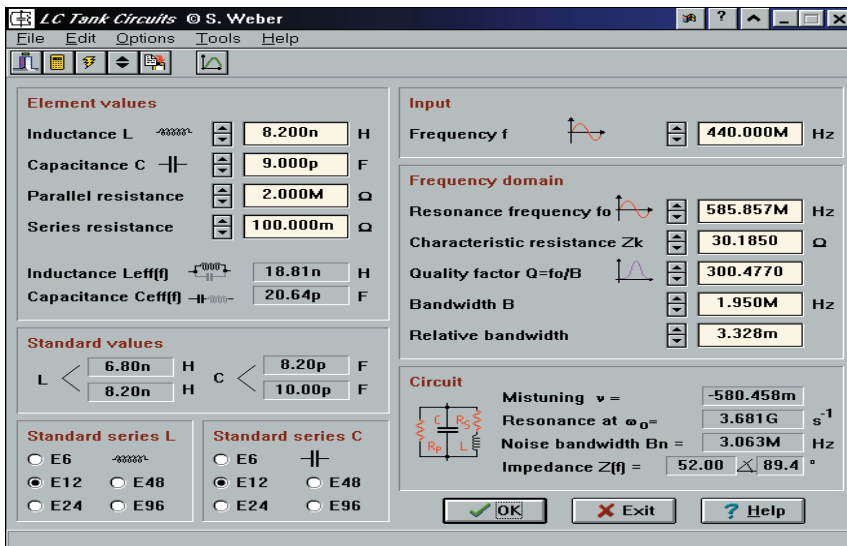 LC Tank Circuits © S. Weber
File Edit Options Tools Help
Element values
Inductance L 8.200n H
Capacitance C 9.000p F
Parallel resistance 2.000M Ω
Series resistance 100.000m Ω
Inductance Leff(f) 18.81n H
Capacitance Ceff(f) 20.64p F
Standard values
L 6.80n H
8.20n H
C 8.20p F
10.00p F
Standard series L
E6
E12 E48
E24 E96
Standard series C
E6
E12 E48
E24 E96
Input
Frequency f 440.000M Hz
Frequency domain
Resonance frequency fo 585.857M Hz
Characteristic resistance Zk 30.1850 Ω
Quality factor Q=fo/B 300.4770
Bandwidth B 1.950M Hz
Relative bandwidth 3.328m
Circuit
C Rs
Rp L
Mistuning v = -580.458m
Resonance at ωo= 3.681G s-1
Noise bandwidth Bn = 3.063M Hz
Impedance Z(f) = 52.00 89.4 °
OK Exit ? Help